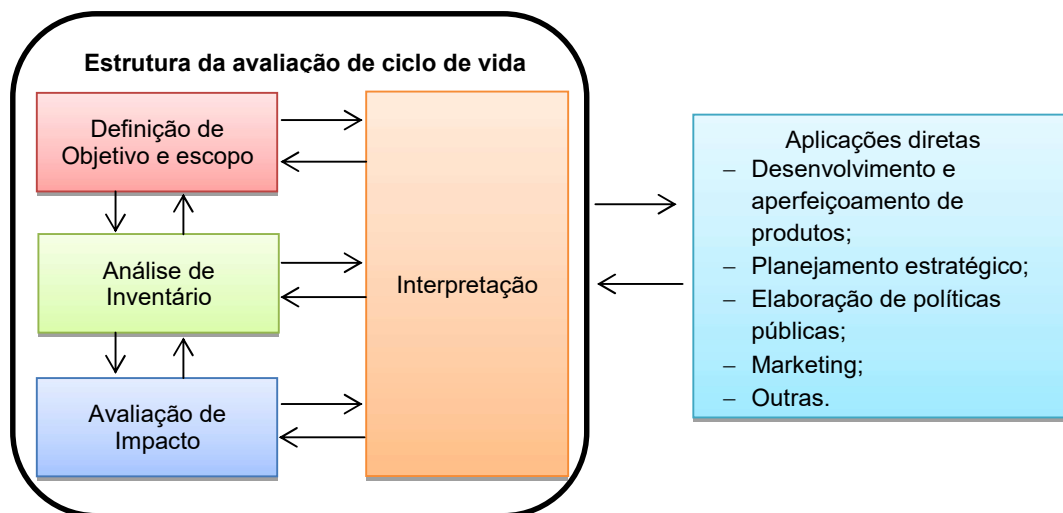 Estrutura da avaliação de ciclo de vida
Definição de
Objetivo e escopo
Análise de
Inventário
Avaliação de
Impacto
Interpretação
Aplicações diretas
– Desenvolvimento e
aperfeiçoamento de
produtos;
– Planejamento estratégico;
– Elaboração de políticas
públicas;
– Marketing;
– Outras.